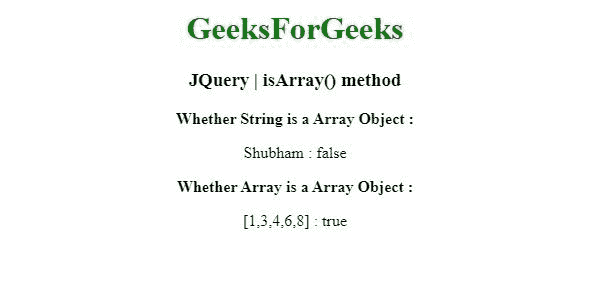 GeeksForGeeks
JQuery | isArray() method
Whether String is a Array Object :
Shubham : false
Whether Array is a Array Object :
[1,3,4,6,8] : true